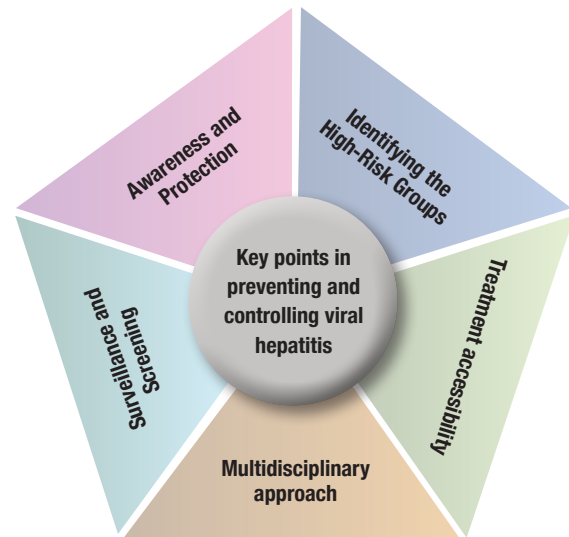 Awareness and
Protection
Identifying the
High-Risk Groups
Key points in
preventing and
controlling viral
hepatitis
Surveillance and
Screening
Treatment accessibility
Multidisciplinary
approach